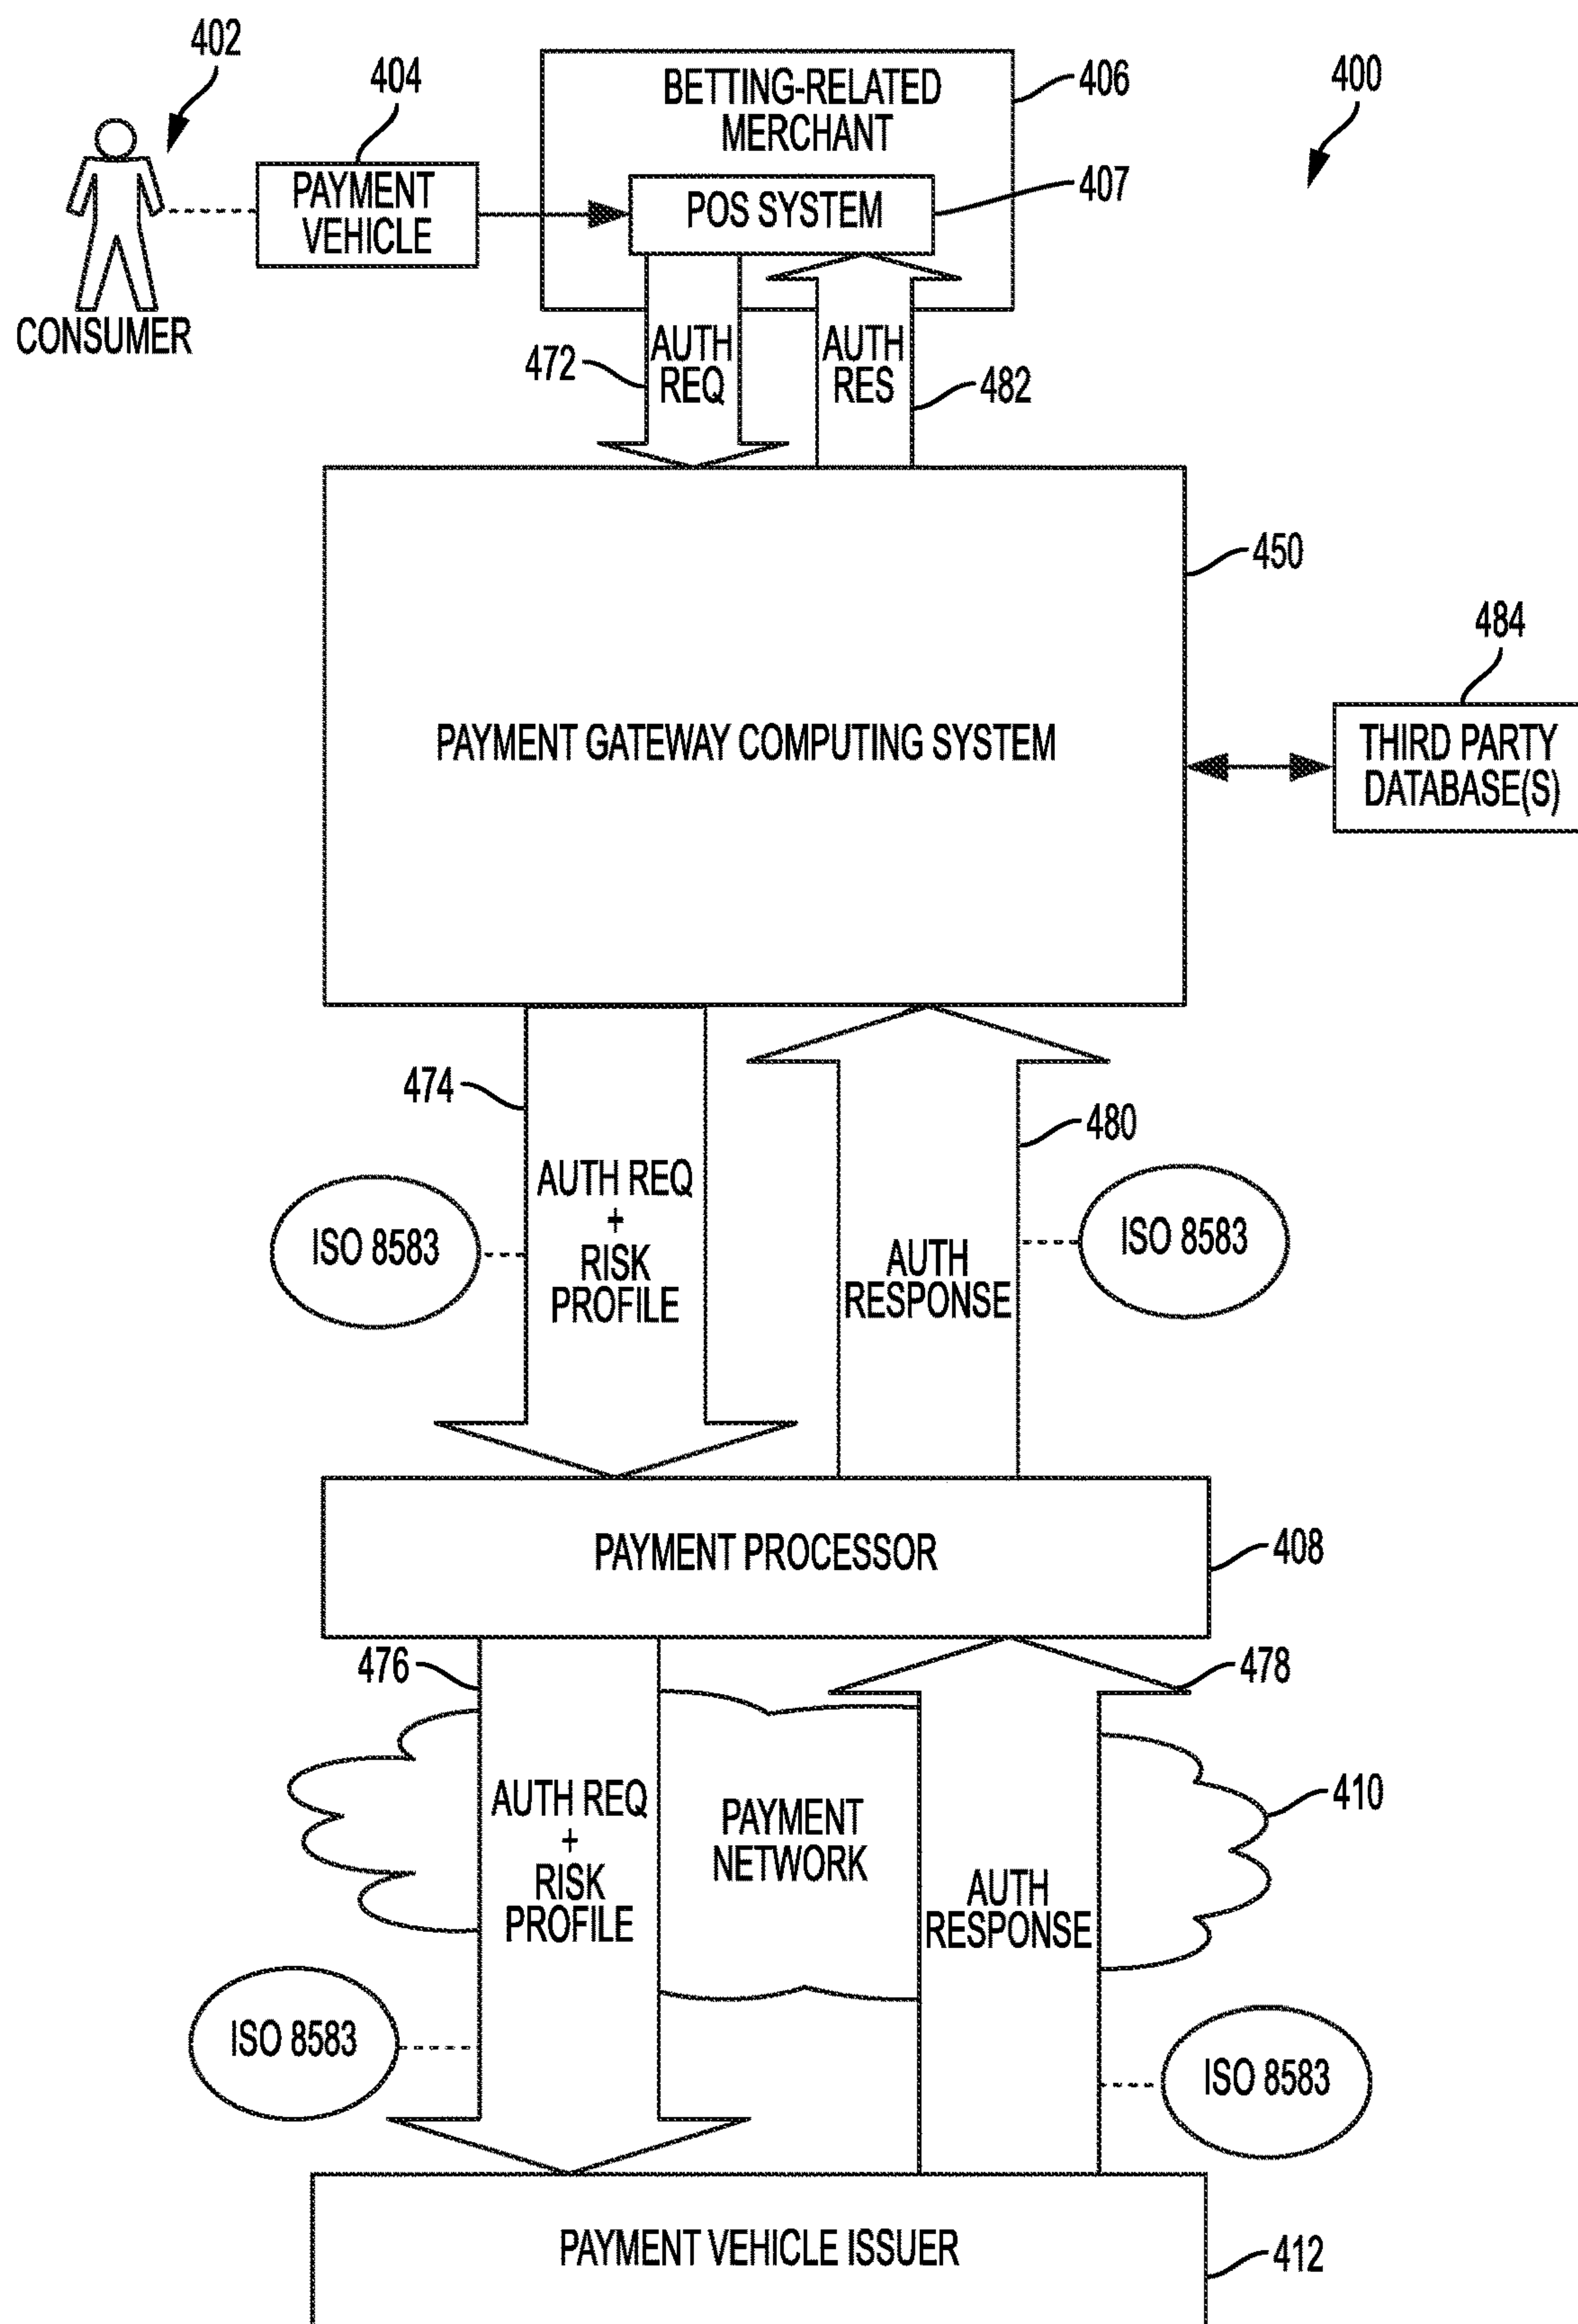 402
404
BETTING-RELATED
MERCHANT
406
400
PAYMENT
VEHICLE
POS SYSTEM
407
CONSUMER
472
AUTH
REQ
AUTH
RES
482
450
484
PAYMENT GATEWAY COMPUTING SYSTEM
THIRD PARTY
DATABASE(S)
474
480
AUTH REQ
+
RISK
PROFILE
ISO 8583
AUTH
RESPONSE
ISO 8583
PAYMENT PROCESSOR
408
476
478
AUTH REQ
+
RISK
PROFILE
PAYMENT
NETWORK
410
AUTH
RESPONSE
ISO 8583
ISO 8583
PAYMENT VEHICLE ISSUER
412